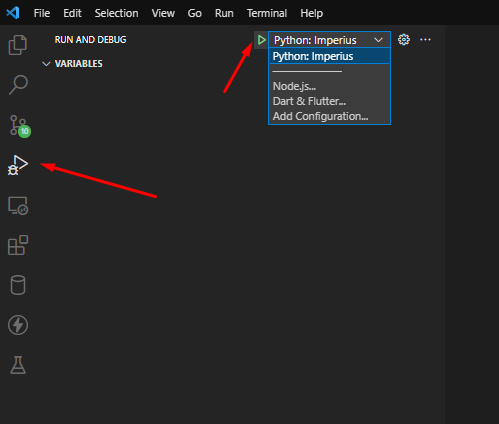 File Edit Selection View Go Run Terminal Help
RUN AND DEBUG
Python: Imperius
VARIABLES
Python: Imperius
Node.js...
Dart & Flutter...
Add Configuration...
10